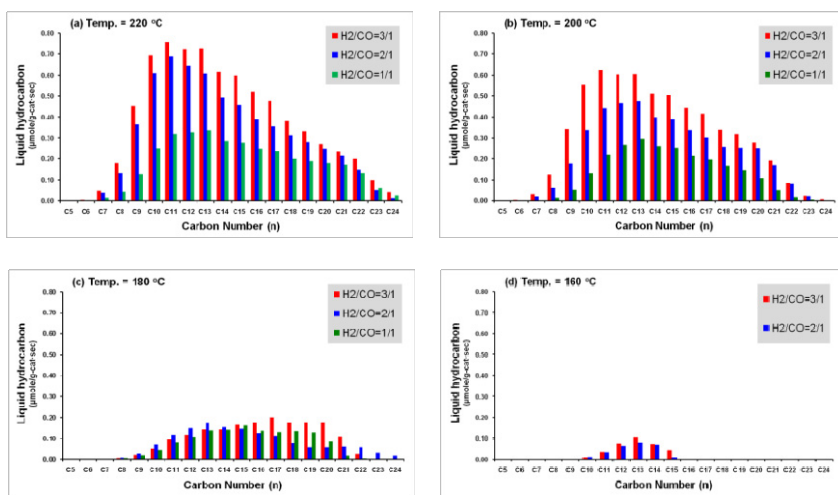 (a) Temp. = 220 °C
H2/CO=3/1
H2/CO=2/1
H2/CO=1/1
Liquid hydrocarbon
(µmole/g-cat-sec)
0.80
0.70
0.60
0.50
0.40
0.30
0.20
0.10
0.00
C5 C6 C7 C8 C9 C10 C11 C12 C13 C14 C15 C16 C17 C18 C19 C20 C21 C22 C23 C24
Carbon Number (n)
(b) Temp. = 200 °C
H2/CO=3/1
H2/CO=2/1
H2/CO=1/1
Liquid hydrocarbon
(µmole/g-cat-sec)
0.80
0.70
0.60
0.50
0.40
0.30
0.20
0.10
0.00
C5 C6 C7 C8 C9 C10 C11 C12 C13 C14 C15 C16 C17 C18 C19 C20 C21 C22 C23 C24
Carbon Number (n)
(c) Temp. = 180 °C
H2/CO=3/1
H2/CO=2/1
H2/CO=1/1
Liquid hydrocarbon
(µmole/g-cat-sec)
0.80
0.70
0.60
0.50
0.40
0.30
0.20
0.10
0.00
C5 C6 C7 C8 C9 C10 C11 C12 C13 C14 C15 C16 C17 C18 C19 C20 C21 C22 C23 C24
Carbon Number (n)
(d) Temp. = 160 °C
H2/CO=3/1
H2/CO=2/1
Liquid hydrocarbon
(µmole/g-cat-sec)
0.80
0.70
0.60
0.50
0.40
0.30
0.20
0.10
0.00
C5 C6 C7 C8 C9 C10 C11 C12 C13 C14 C15 C16 C17 C18 C19 C20 C21 C22 C23 C24
Carbon Number (n)